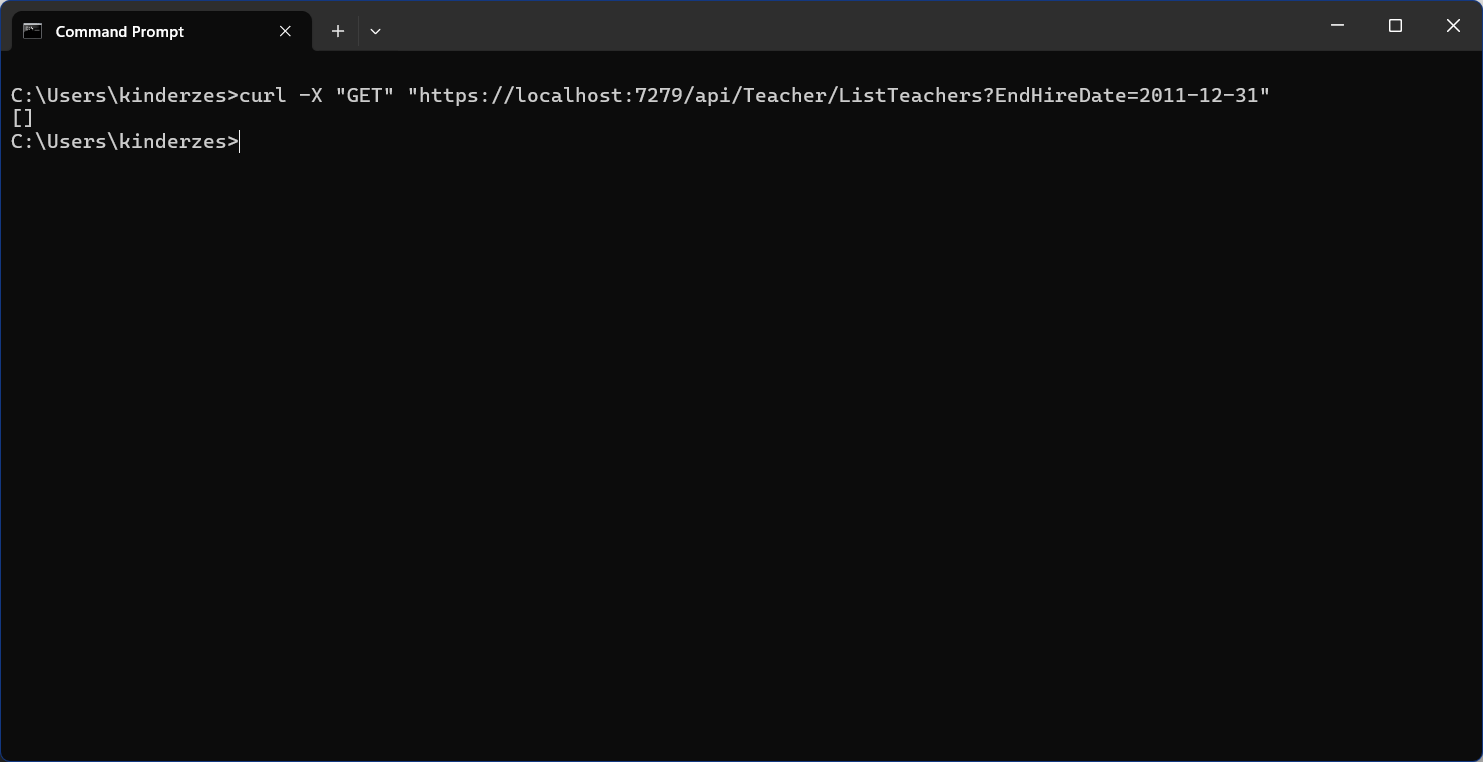 Command Prompt
C:\Users\kinderzes>curl -X "GET" "https://localhost:7279/api/Teacher/ListTeachers?EndHireDate=2011-12-31"
[]
C:\Users\kinderzes>